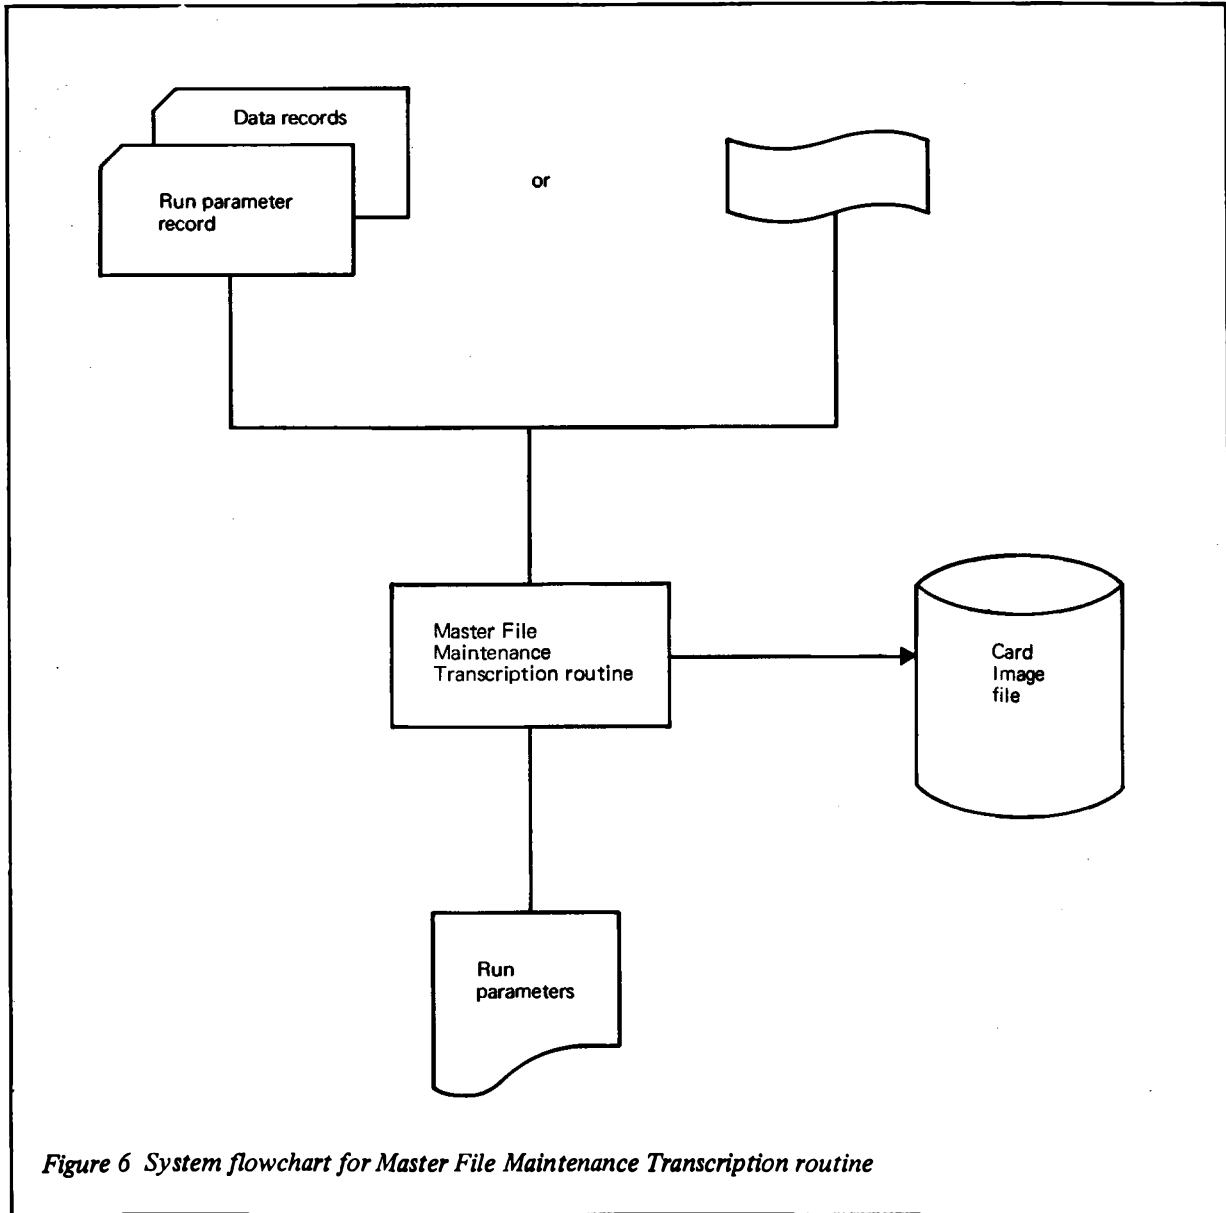 Data records
Run parameter
record
or
Master File
Maintenance
Transcription routine
Card
Image
file
Run
parameters
Figure 6 System flowchart for Master File Maintenance Transcription routine